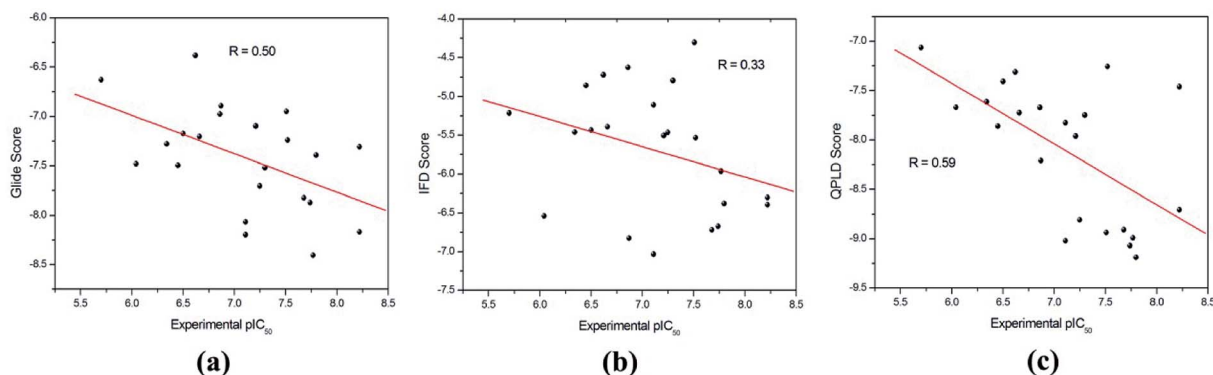 -6.0
-6.5
-7.0
-7.5
-8.0
-8.5
Glide Score
R = 0.50
5.5 6.0 6.5 7.0 7.5 8.0 8.5
Experimental pIC50
(a)
-4.0
-4.5
-5.0
-5.5
-6.0
-6.5
-7.0
-7.5
IFD Score
R = 0.33
5.5 6.0 6.5 7.0 7.5 8.0 8.5
Experimental pIC50
(b)
-7.0
-7.5
-8.0
-8.5
-9.0
-9.5
QPLD Score
R = 0.59
5.5 6.0 6.5 7.0 7.5 8.0 8.5
Experimental pIC50
(c)